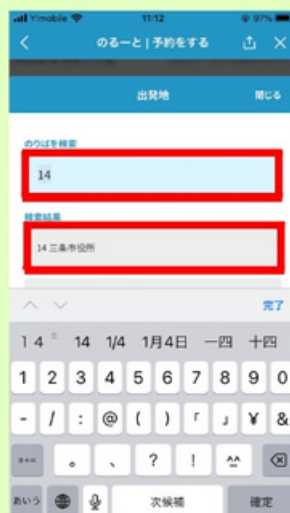 Y!mobile 11:12 97%
のるーと | 予約をする
出発地 閉じる
のりばを検索
14
検索結果
14 三条市役所
完了
14 14 1/4 1月4日 一四 十四
1 2 3 4 5 6 7 8 9 0
- / : @ ( ) 「 」 ¥ &
。 、 ? ! ^^
あいう 次候補 確定